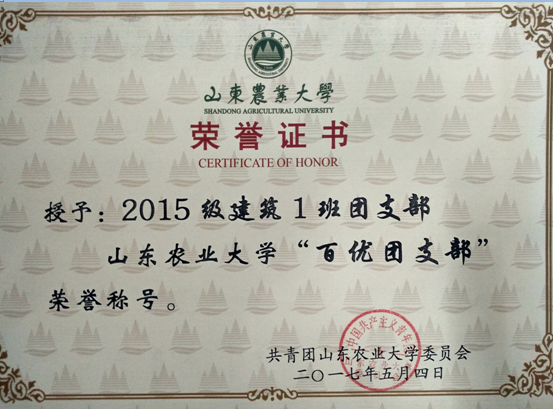 山東農業大學
SHANDONG AGRICULTURAL UNIVERSITY
荣誉证书
CERTIFICATE OF HONOR
授予：2015级建筑1班团支部
山东农业大学“百优团支部”
荣誉称号。
共青团山东农业大学委员会
二〇一七年五月四日